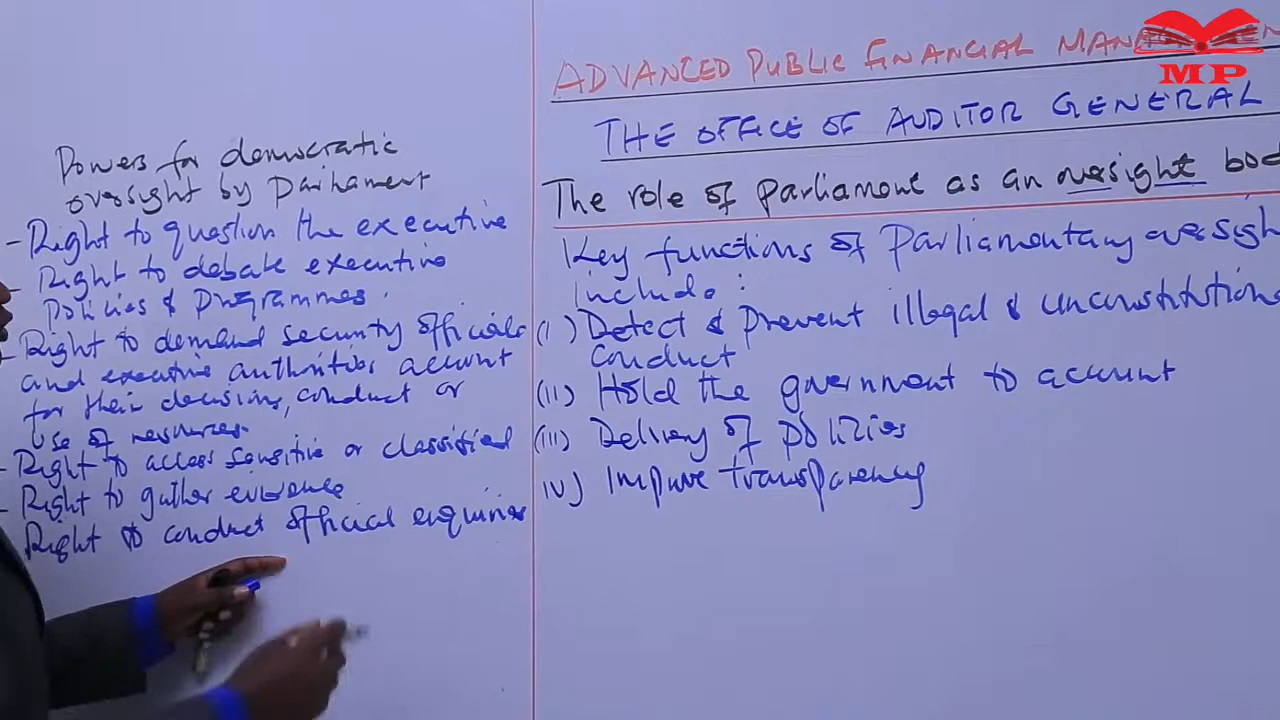 ADVANCED PUBLIC FINANCIAL MANAGEMEN
MP
THE OFFICE OF AUDITOR GENERAL
The role of parliament as an oversight bod
Key functions of Parliamentary oversigh
include:
(i) Detect & prevent illegal & unconstitutiona
conduct
(ii) Hold the government to account
(iii) Delivery of policies
iv) Improve transparency
Powers for democratic
oversight by Parliament
- Right to question the executive
- Right to debate executive
policies & programmes.
- Right to demand security officials
and executive authorities account
for their decisions, conduct or
use of resources.
- Right to access sensitive or classified
- Right to gather evidence
Right to conduct official enquiries